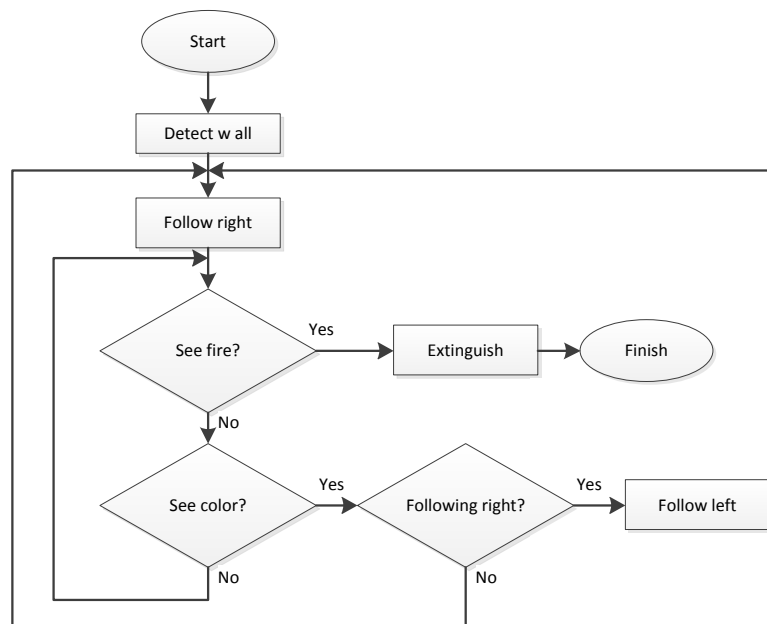 Start
Detect w all
Follow right
See fire?
Yes
Extinguish
Finish
No
See color?
Yes
Following right?
Yes
Follow left
No
No